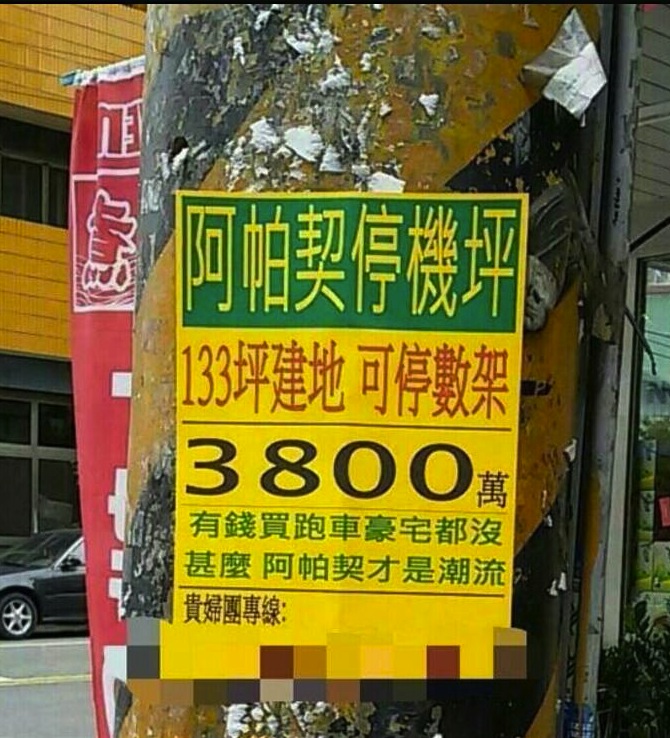 阿帕契停機坪
133坪建地 可停數架
3800萬
有錢買跑車豪宅都沒
甚麼 阿帕契才是潮流
貴婦團專線:
正